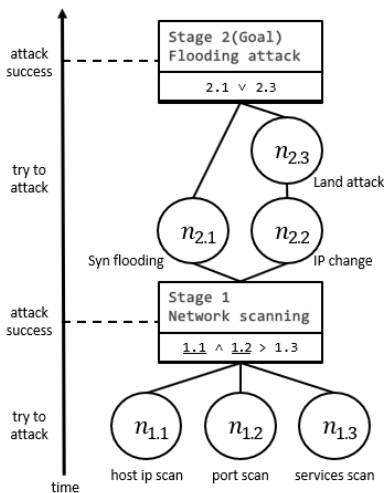 attack
success
Stage 2(Goal)
Flooding attack
2.1 ∨ 2.3
try to
attack
n2.3
Land attack
n2.1
n2.2
Syn flooding
IP change
attack
success
Stage 1
Network scanning
1.1 ∧ 1.2 > 1.3
try to
attack
n1.1
n1.2
n1.3
host ip scan
port scan
services scan
time